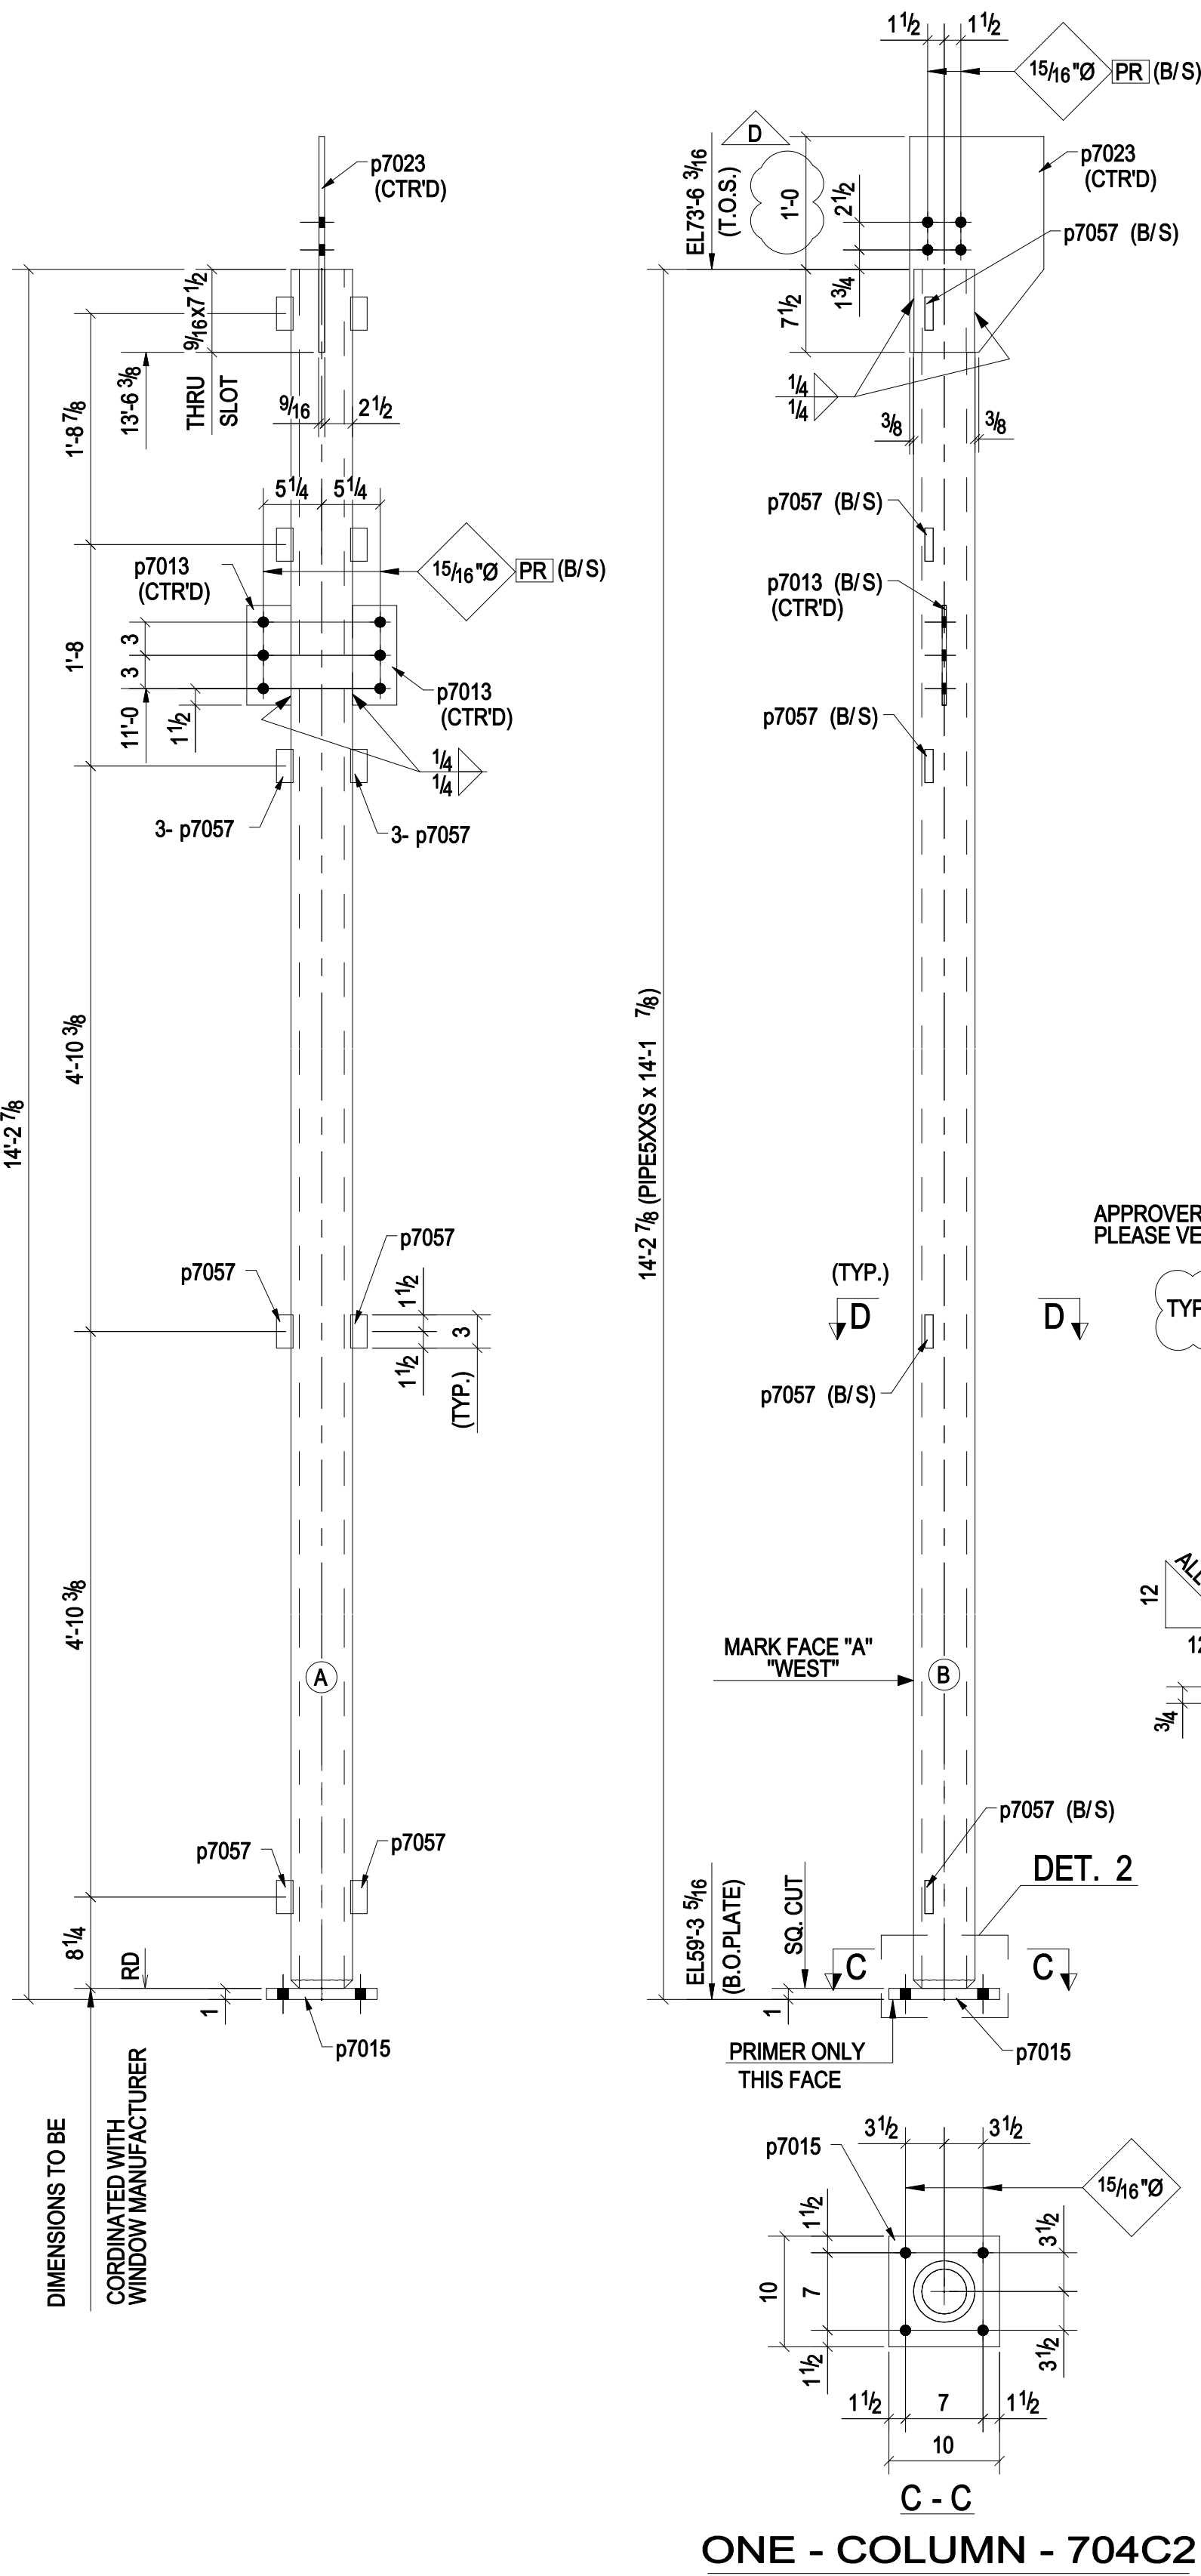 1 1/2
1 1/2
15/16"Ø
PR (B/S)
D
p7023
(CTR'D)
EL73'-6 3/16
(T.O.S.)
1'-0
2 1/2
p7023
(CTR'D)
p7057 (B/S)
9/16x7 1/2
THRU
SLOT
13'-6 3/8
1'-8 7/8
7 1/2
1 3/4
1/4
1/4
9/16
2 1/2
3/8
3/8
5 1/4
5 1/4
p7057 (B/S)
p7013
(CTR'D)
15/16"Ø
PR (B/S)
p7013 (B/S)
(CTR'D)
3
3
1'-8
11'-0
1 1/2
p7013
(CTR'D)
p7057 (B/S)
1/4
1/4
3- p7057
3- p7057
4'-10 3/8
14'-2 7/8
14'-2 7/8 (PIPE5XXS x 14'-1 7/8)
APPROVER
PLEASE VE
p7057
p7057
1 1/2
1 1/2
3
(TYP.)
(TYP.)
D
D
TYP
p7057 (B/S)
4'-10 3/8
12
ALL
12
3/4
A
MARK FACE "A"
"WEST"
B
p7057
p7057
p7057 (B/S)
DET. 2
8 1/4
RD
1
EL59'-3 5/16
(B.O.PLATE)
SQ. CUT
C
C
1
p7015
PRIMER ONLY
THIS FACE
p7015
DIMENSIONS TO BE
CORDINATED WITH
WINDOW MANUFACTURER
3 1/2
3 1/2
p7015
15/16"Ø
1 1/2
3 1/2
10
7
1 1/2
3 1/2
1 1/2
7
1 1/2
10
C - C
ONE - COLUMN - 704C2